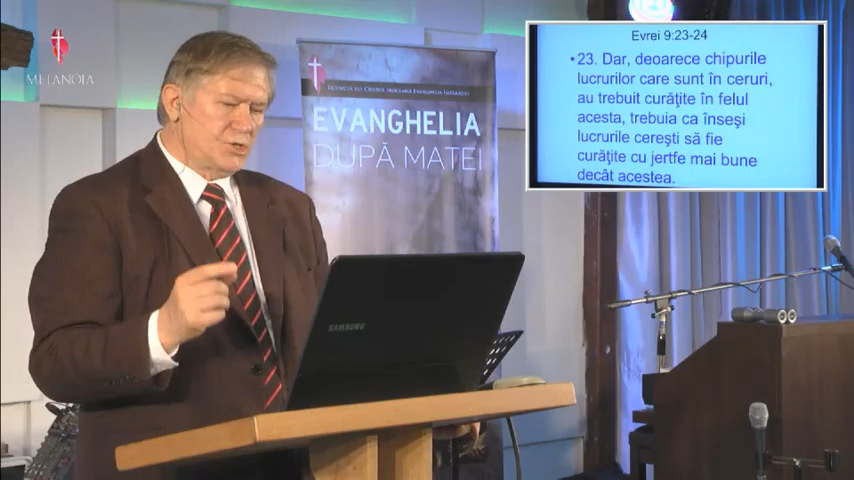 METANOIA
EVANGHELIA
DUPĂ MATEI
SAMSUNG
Evrei 9:23-24
•23. Dar, deoarece chipurile
lucrurilor care sunt în ceruri,
au trebuit curăţite în felul
acesta, trebuia ca înseşi
lucrurile cereşti să fie
curăţite cu jertfe mai bune
decât acestea.